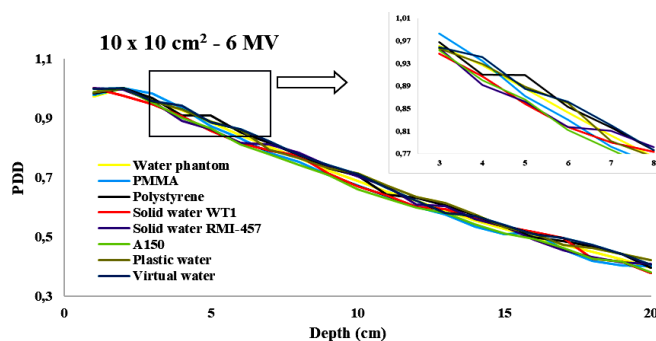 10 x 10 cm² - 6 MV
PDD
1,1
0,9
0,7
0,5
0,3
0
5
10
15
20
Depth (cm)
Water phantom
PMMA
Polystyrene
Solid water WT1
Solid water RMI-457
A150
Plastic water
Virtual water
1,01
0,97
0,93
0,89
0,85
0,81
0,77
3
4
5
6
7
8